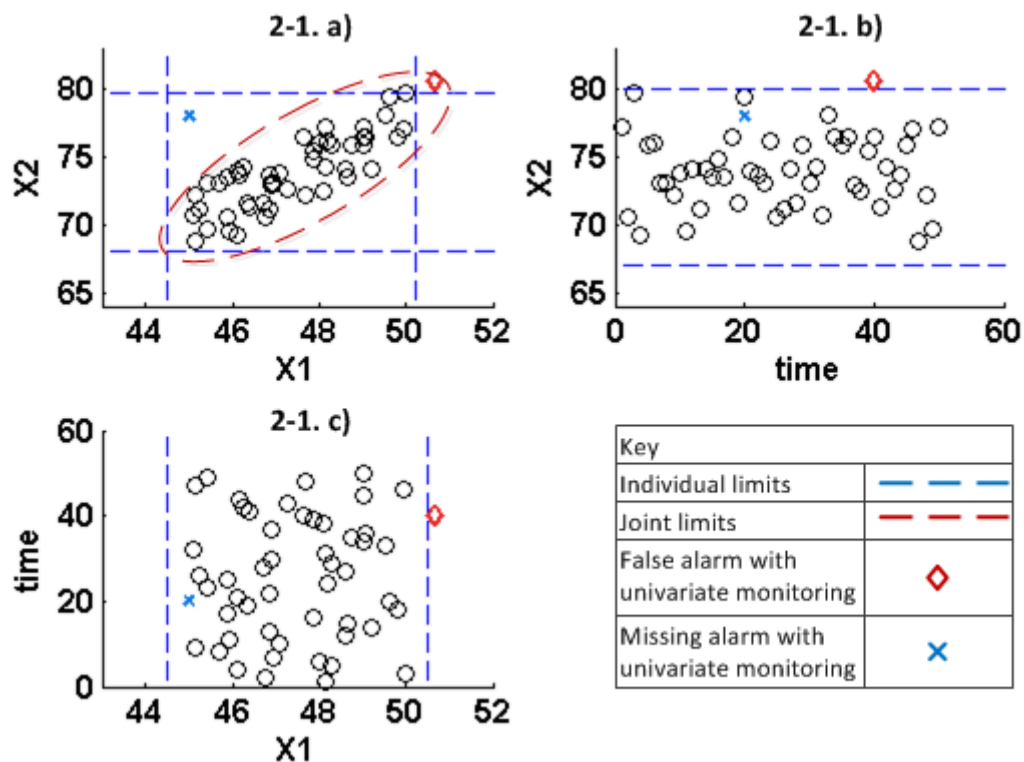 2-1. a)
80
75
70
65
X2
44 46 48 50 52
X1
2-1. b)
80
75
70
65
X2
0 20 40 60
time
2-1. c)
60
40
20
0
time
44 46 48 50 52
X1
Key
Individual limits
Joint limits
False alarm with
univariate monitoring
Missing alarm with
univariate monitoring